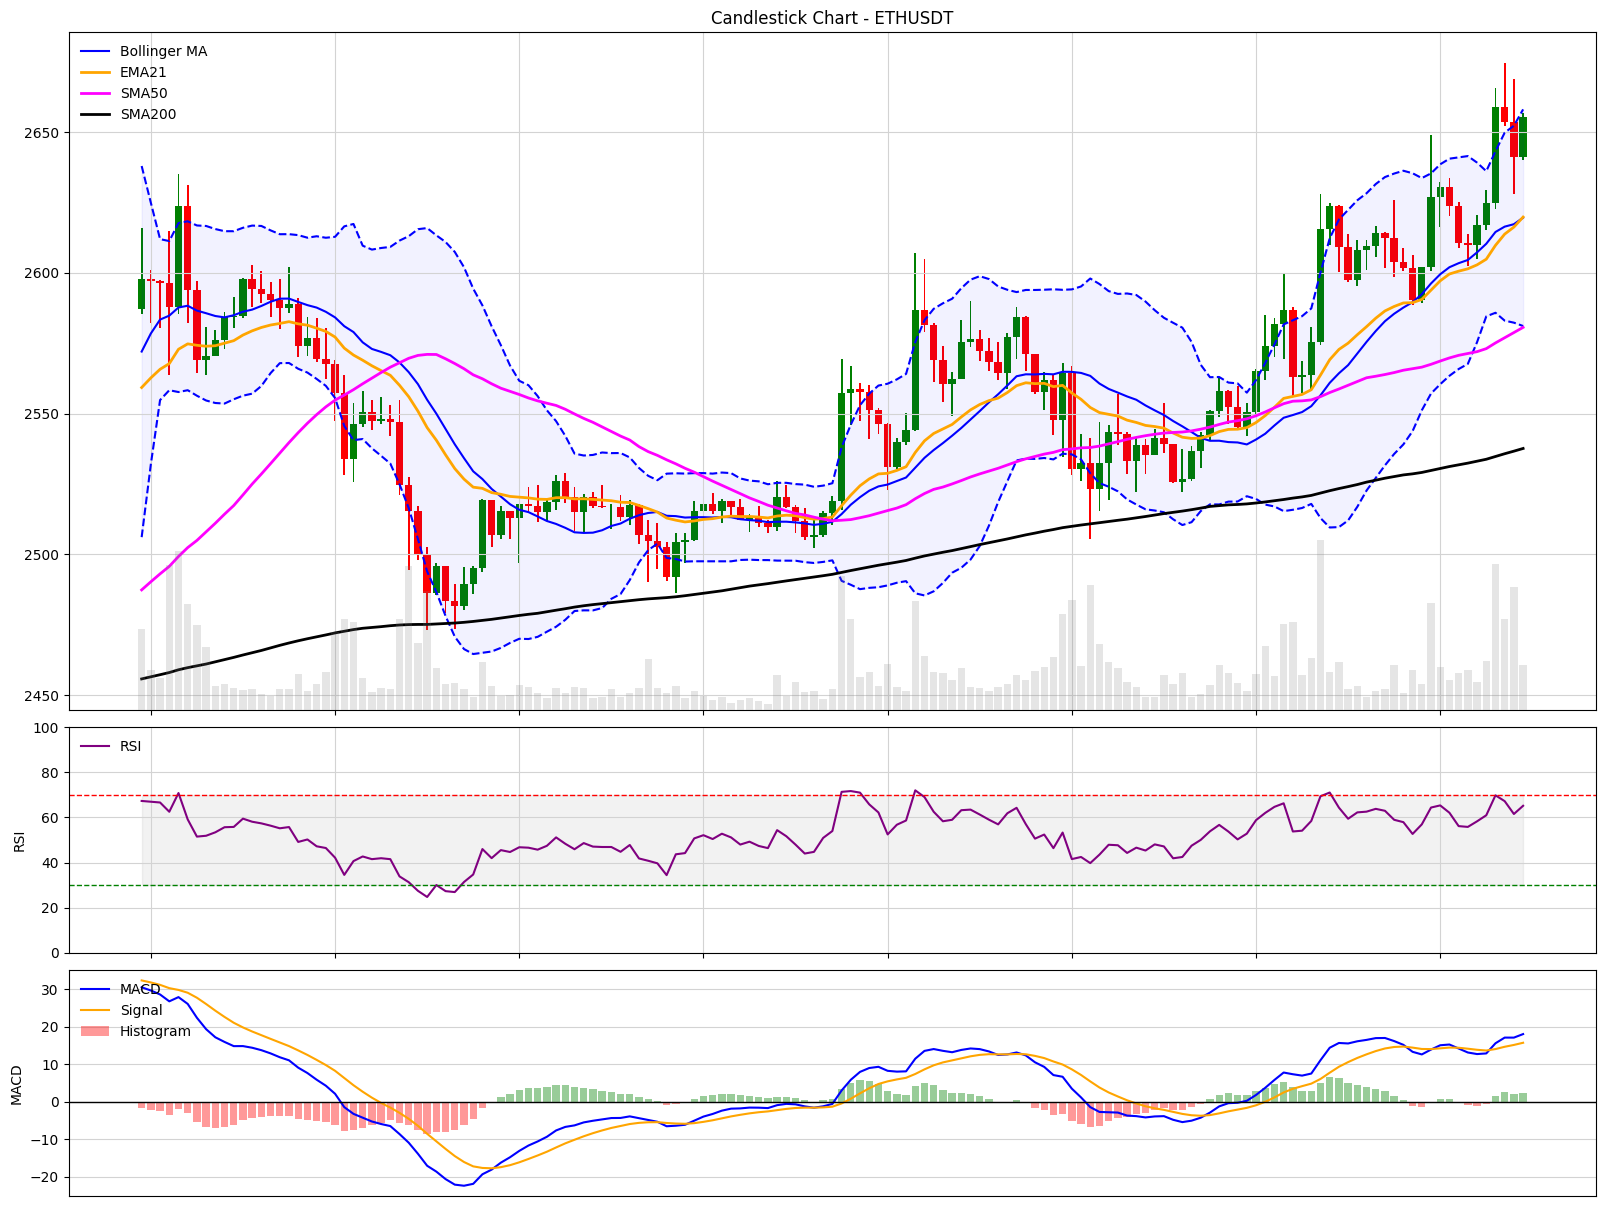 Candlestick Chart - ETHUSDT
Bollinger MA
EMA21
SMA50
SMA200
2650
2600
2550
2500
2450
RSI
100
80
60
40
20
0
RSI
MACD
Signal
Histogram
30
20
10
0
−10
−20
MACD